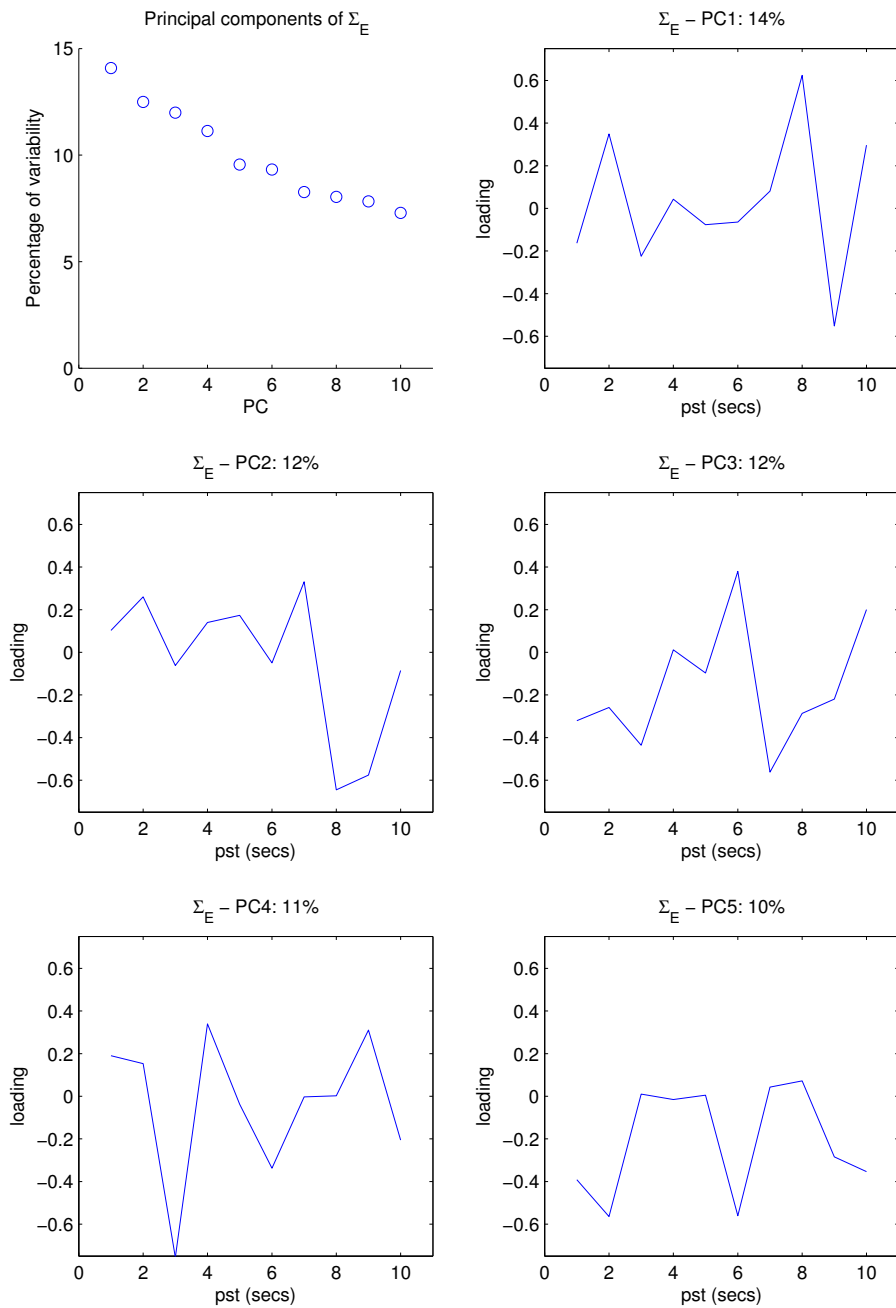 Principal components of Σ_E
15
10
5
0
Percentage of variability
0 2 4 6 8 10
PC
Σ_E − PC1: 14%
0.6
0.4
0.2
0
−0.2
−0.4
−0.6
loading
0 2 4 6 8 10
pst (secs)
Σ_E − PC2: 12%
0.6
0.4
0.2
0
−0.2
−0.4
−0.6
loading
0 2 4 6 8 10
pst (secs)
Σ_E − PC3: 12%
0.6
0.4
0.2
0
−0.2
−0.4
−0.6
loading
0 2 4 6 8 10
pst (secs)
Σ_E − PC4: 11%
0.6
0.4
0.2
0
−0.2
−0.4
−0.6
loading
0 2 4 6 8 10
pst (secs)
Σ_E − PC5: 10%
0.6
0.4
0.2
0
−0.2
−0.4
−0.6
loading
0 2 4 6 8 10
pst (secs)